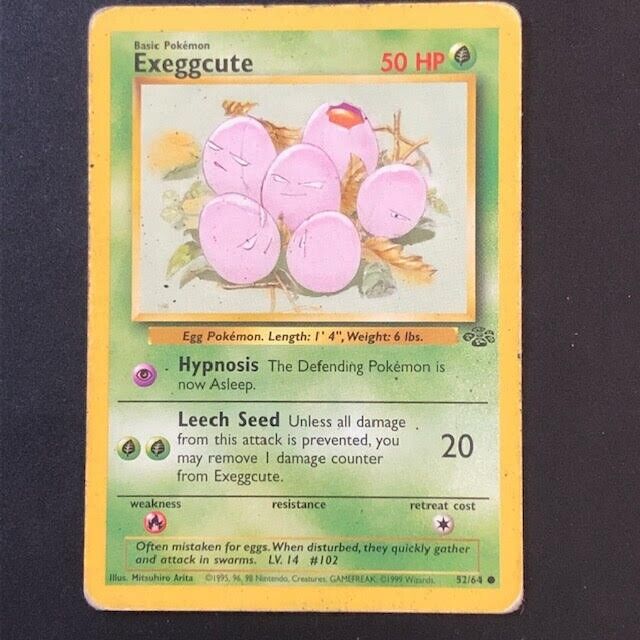 Basic Pokémon
Exeggcute
50 HP
Egg Pokémon. Length: 1' 4", Weight: 6 lbs.
Hypnosis The Defending Pokémon is
now Asleep.
Leech Seed Unless all damage
from this attack is prevented, you
may remove 1 damage counter
from Exeggcute.
20
weakness resistance retreat cost
Often mistaken for eggs. When disturbed, they quickly gather
and attack in swarms. LV. 14 #102
Illus. Mitsuhiro Arita ©1995, 96, 98 Nintendo, Creatures, GAMEFREAK. ©1999 Wizards. 52/64